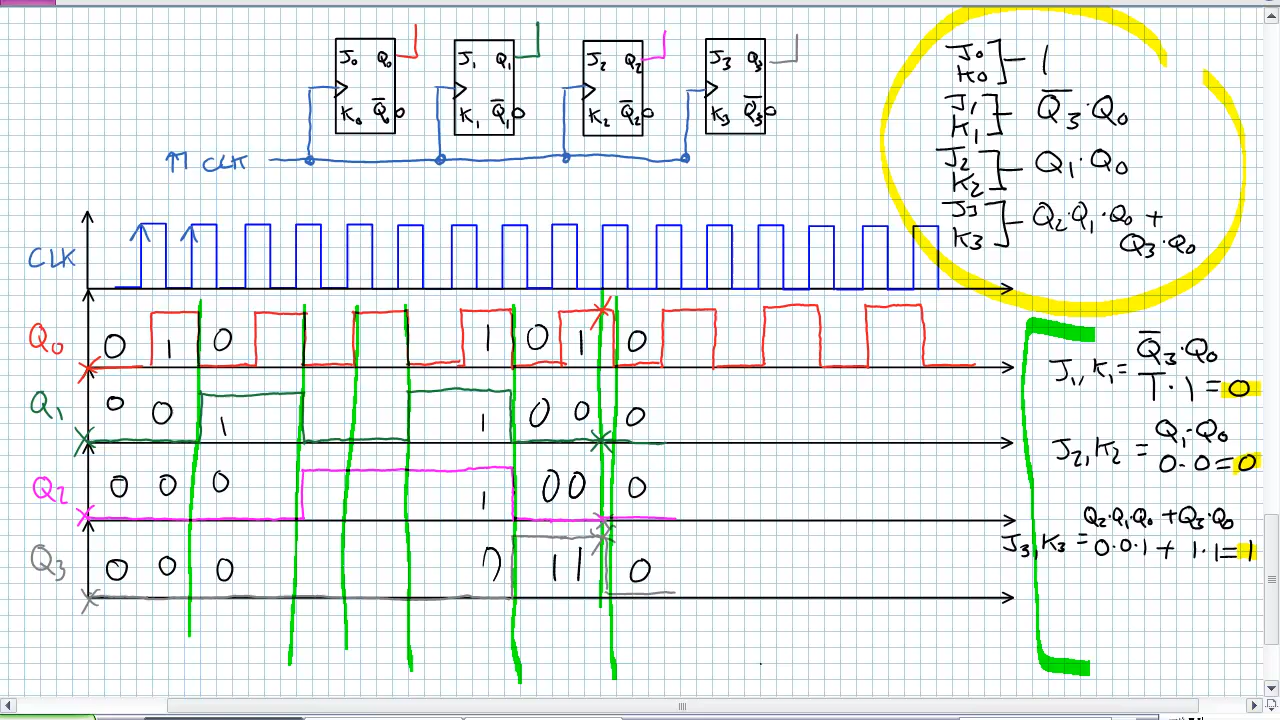 J₀ Q₀ J₁ Q₁ J₂ Q₂ J₃ Q₃
K₀ Q̅₀ K₁ Q̅₁ K₂ Q̅₂ K₃ Q̅₃
↑ CLK
J₀
K₀ ] – 1
J₁
K₁ ] – Q̅₃·Q₀
J₂
K₂ ] – Q₁·Q₀
J₃
K₃ ] – Q₂·Q₁·Q₀ +
Q₃·Q₀
CLK
Q₀ 0 1 0 1 0 1 0
Q₁ 0 0 1 1 0 0 0
Q₂ 0 0 0 1 0 0 0
Q₃ 0 0 0 1 1 0
J₁, K₁ = Q̅₃·Q₀
1̅·1 = 0
J₂, K₂ = Q₁·Q₀
0·0 = 0
Q₂·Q₁·Q₀ + Q₃·Q₀
J₃, K₃ = 0·0·1 + 1·1 = 1